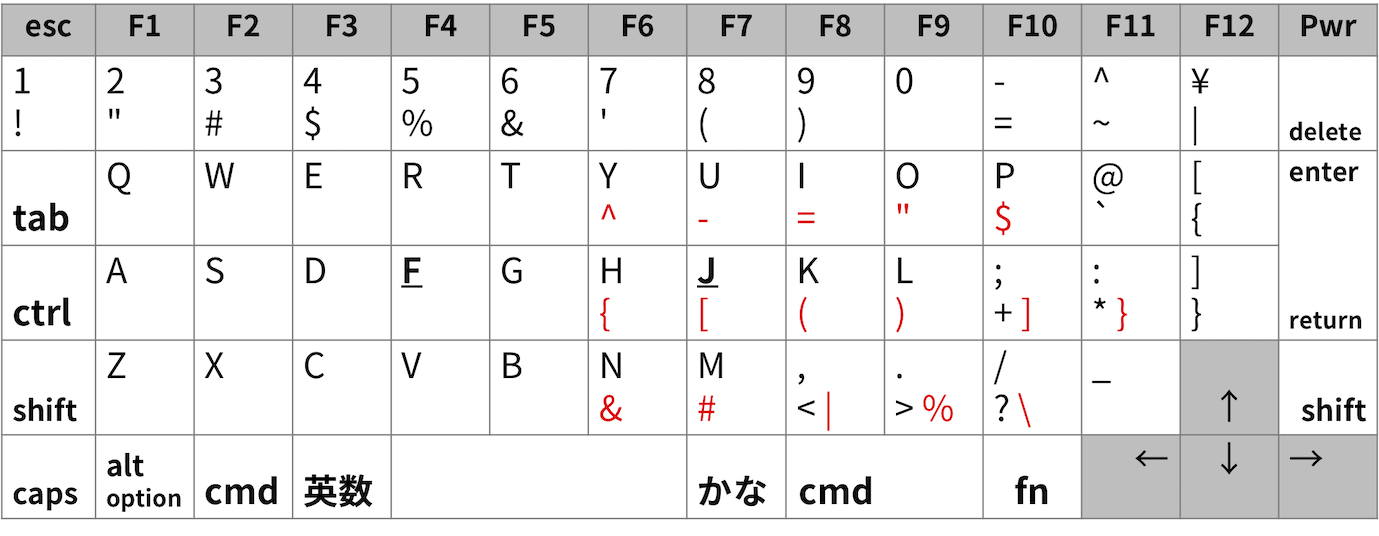 esc F1 F2 F3 F4 F5 F6 F7 F8 F9 F10 F11 F12 Pwr
1 2 3 4 5 6 7 8 9 0 - ^ ¥
! " # $ % & ' ( ) = ~ | delete
Q W E R T Y U I O P @ [ enter
tab ^ - = " $ ` {
A S D F G H J K L ; : ]
ctrl { [ ( ) + ] * } } return
Z X C V B N M , . / _
shift & # < | > % ? \ ↑ shift
alt ← ↓ →
caps option cmd 英数 かな cmd fn